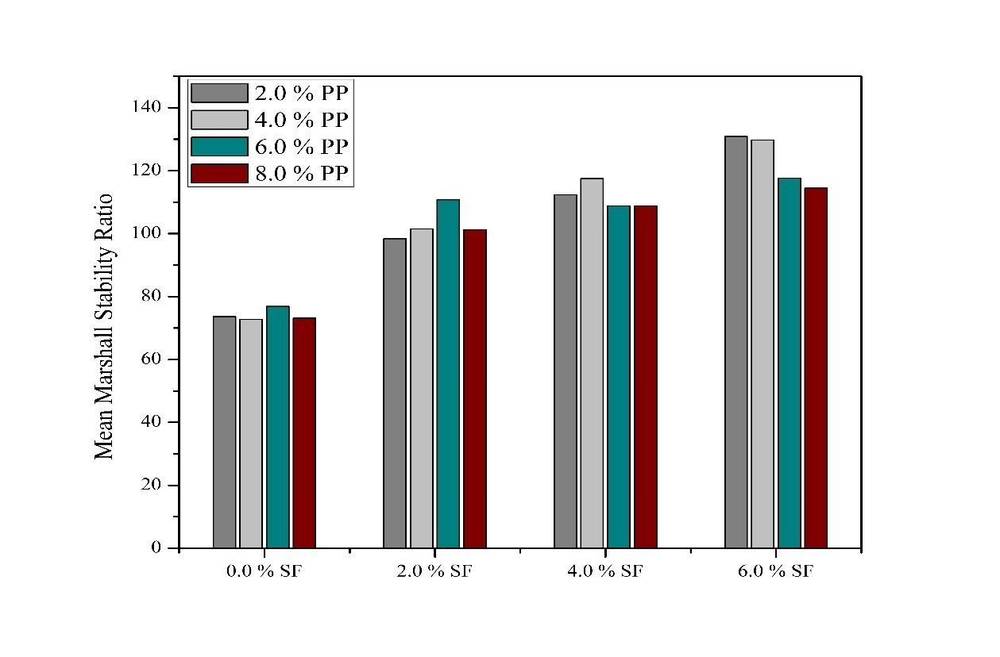 2.0 % PP
4.0 % PP
6.0 % PP
8.0 % PP
Mean Marshall Stability Ratio
140
120
100
80
60
40
20
0
0.0 % SF
2.0 % SF
4.0 % SF
6.0 % SF